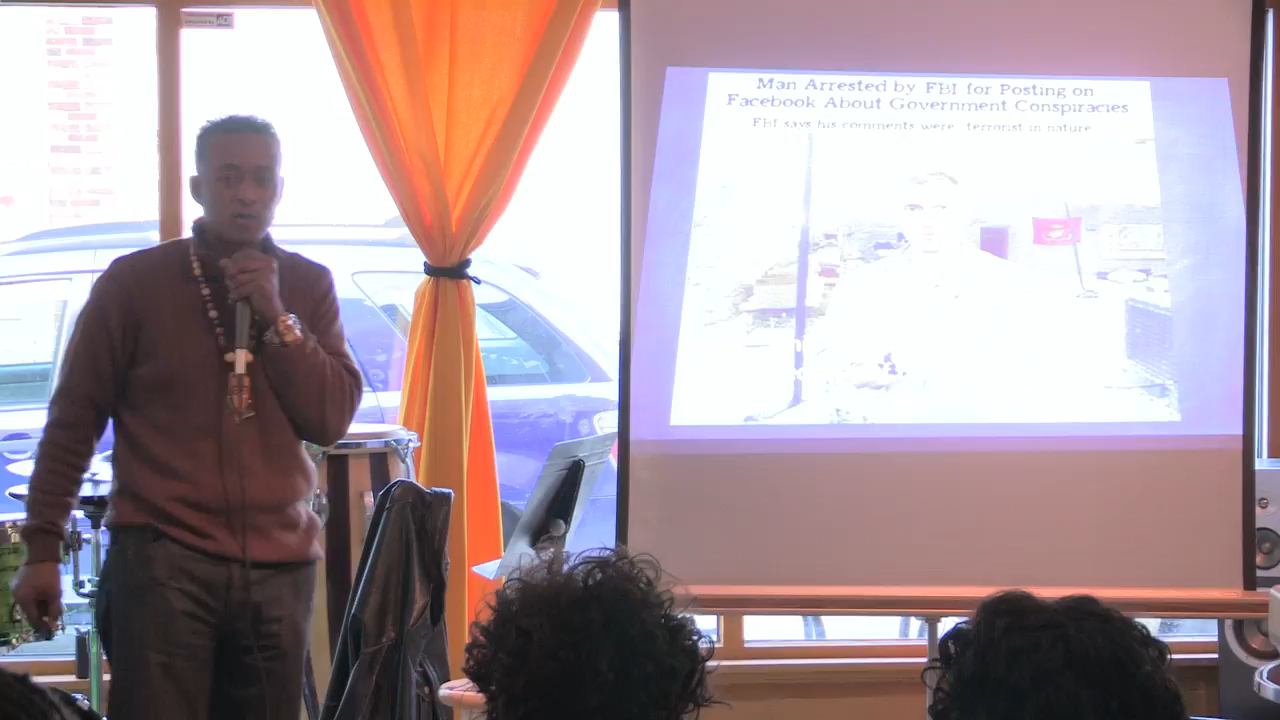 Man Arrested by FBI for Posting on
Facebook About Government Conspiracies
FBI says his comments were terrorist in nature